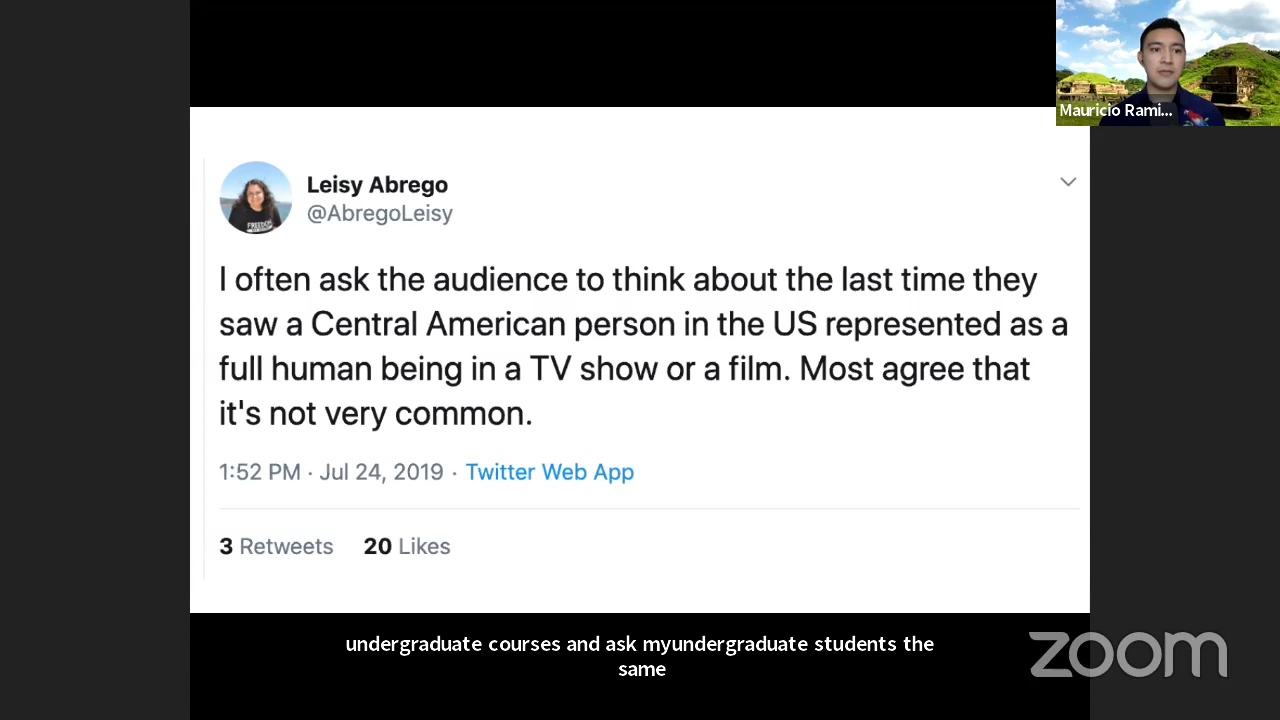 Mauricio Rami...
Leisy Abrego
@AbregoLeisy
I often ask the audience to think about the last time they
saw a Central American person in the US represented as a
full human being in a TV show or a film. Most agree that
it's not very common.
1:52 PM · Jul 24, 2019 · Twitter Web App
3 Retweets 20 Likes
undergraduate courses and ask myundergraduate students the
same
zoom